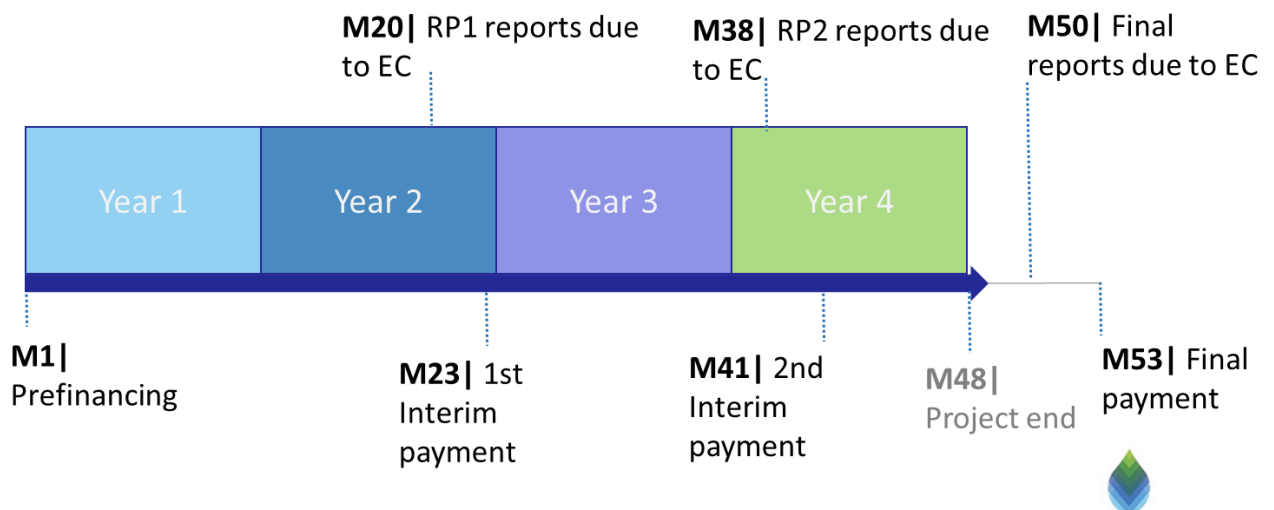 M20| RP1 reports due
to EC
M38| RP2 reports due
to EC
M50| Final
reports due to EC
Year 1
Year 2
Year 3
Year 4
M1|
Prefinancing
M23| 1st
Interim
payment
M41| 2nd
Interim
payment
M48|
Project end
M53| Final
payment